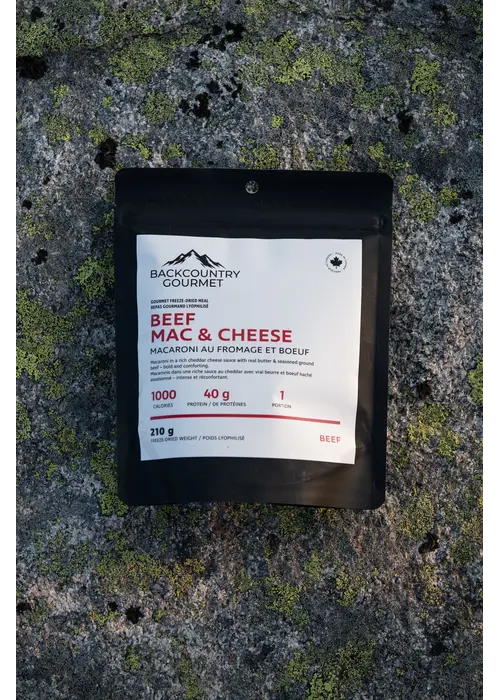 BACKCOUNTRY
GOURMET
GOURMET FREEZE-DRIED MEAL
REPAS GOURMAND LYOPHILISÉ
BEEF
MAC & CHEESE
MACARONI AU FROMAGE ET BOEUF
Macaroni in a rich cheddar cheese sauce with real butter & seasoned ground
beef – bold and comforting.
Macaronis dans une riche sauce au cheddar avec vrai beurre et boeuf haché
assaisonné – intense et réconfortant.
1000 40 g 1
CALORIES PROTEIN / DE PROTÉINES PORTION
210 g
FREEZE-DRIED WEIGHT / POIDS LYOPHILISÉ
BEEF